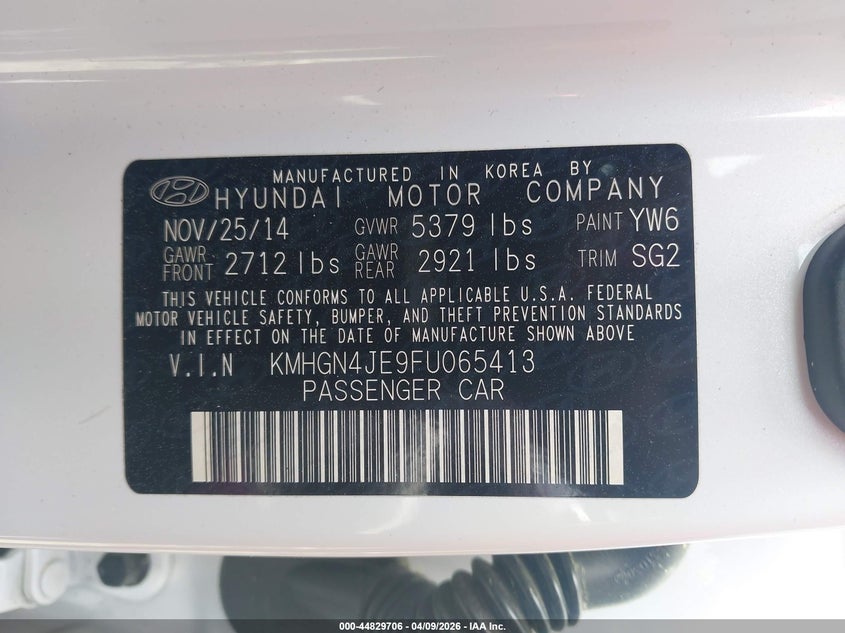 MANUFACTURED IN KOREA BY
HYUNDAI MOTOR COMPANY
NOV/25/14 GVWR 5379 lbs PAINT YW6
GAWR FRONT 2712 lbs GAWR REAR 2921 lbs TRIM SG2
THIS VEHICLE CONFORMS TO ALL APPLICABLE U.S.A. FEDERAL
MOTOR VEHICLE SAFETY, BUMPER, AND THEFT PREVENTION STANDARDS
IN EFFECT ON THE DATE OF MANUFACTURE SHOWN ABOVE
V.I.N KMHGN4JE9FU065413
PASSENGER CAR
000-44829706 | 04/09/2026 | IAA Inc.